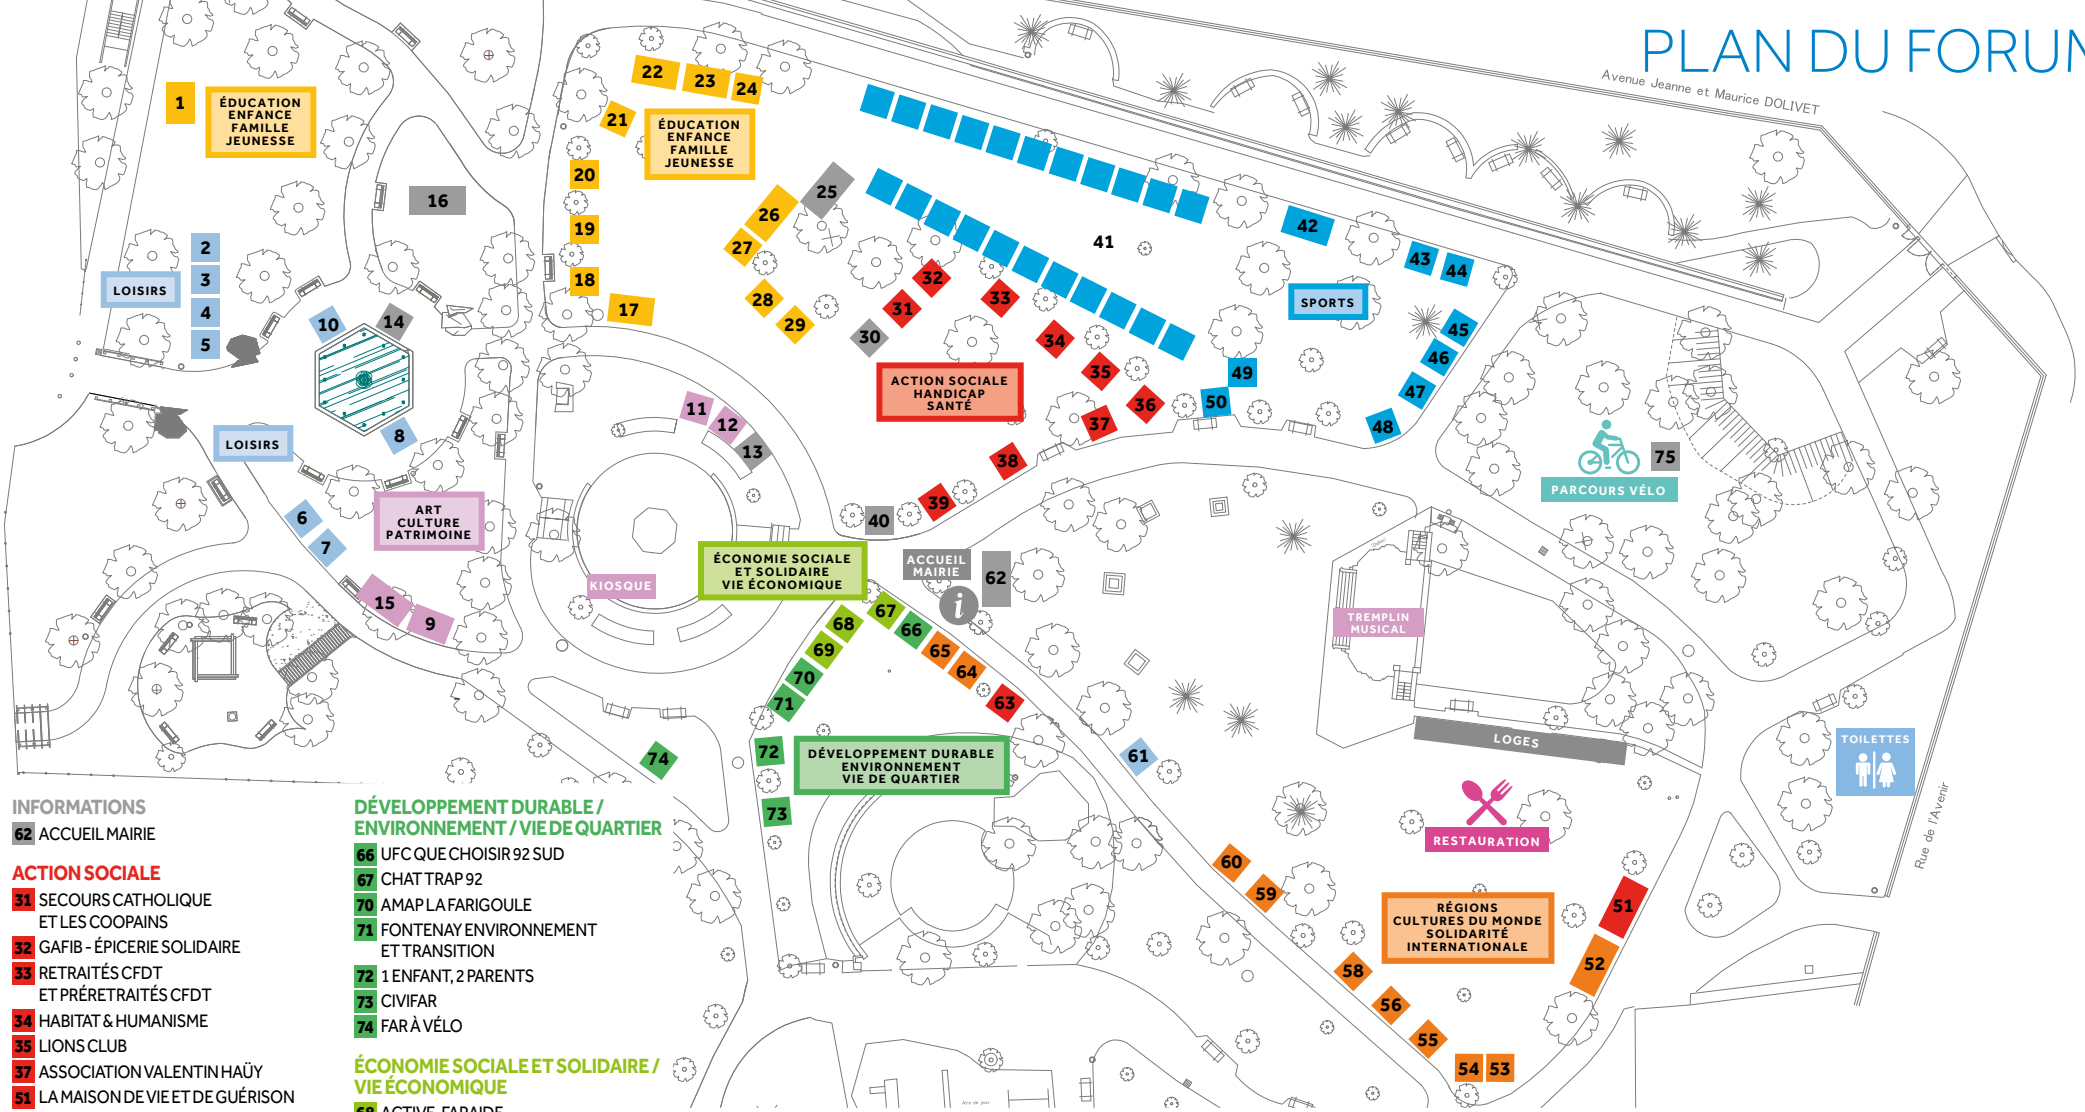 PLAN DU FORUM
Avenue Jeanne et Maurice DOLIVET
1
ÉDUCATION
ENFANCE
FAMILLE
JEUNESSE
22
23
24
21
ÉDUCATION
ENFANCE
FAMILLE
JEUNESSE
20
19
18
17
16
25
26
27
28
29
30
2
3
4
5
LOISIRS
10
14
8
LOISIRS
6
7
ART
CULTURE
PATRIMOINE
15
9
11
12
13
KIOSQUE
41
42
43
44
45
46
47
48
49
50
SPORTS
31
32
33
34
35
36
37
38
39
40
ACTION SOCIALE
HANDICAP
SANTÉ
75
PARCOURS VÉLO
ÉCONOMIE SOCIALE
ET SOLIDAIRE
VIE ÉCONOMIQUE
ACCUEIL
MAIRIE
i
62
67
66
65
64
63
68
69
70
71
72
73
74
DÉVELOPPEMENT DURABLE
ENVIRONNEMENT
VIE DE QUARTIER
61
TREMPLIN
MUSICAL
LOGES
TOILETTES
Rue de l'Avenir
RESTAURATION
60
59
58
56
55
54
53
52
51
RÉGIONS
CULTURES DU MONDE
SOLIDARITÉ
INTERNATIONALE
Aire de jeux
INFORMATIONS
62 ACCUEIL MAIRIE
ACTION SOCIALE
31 SECOURS CATHOLIQUE
ET LES COOPAINS
32 GAFIB - ÉPICERIE SOLIDAIRE
33 RETRAITÉS CFDT
ET PRÉRETRAITÉS CFDT
34 HABITAT & HUMANISME
35 LIONS CLUB
37 ASSOCIATION VALENTIN HAÜY
51 LA MAISON DE VIE ET DE GUÉRISON
DÉVELOPPEMENT DURABLE /
ENVIRONNEMENT / VIE DE QUARTIER
66 UFC QUE CHOISIR 92 SUD
67 CHAT TRAP 92
70 AMAP LA FARIGOULE
71 FONTENAY ENVIRONNEMENT
ET TRANSITION
72 1 ENFANT, 2 PARENTS
73 CIVIFAR
74 FAR À VÉLO
ÉCONOMIE SOCIALE ET SOLIDAIRE /
VIE ÉCONOMIQUE
68 ACTIVE-FARAIDE